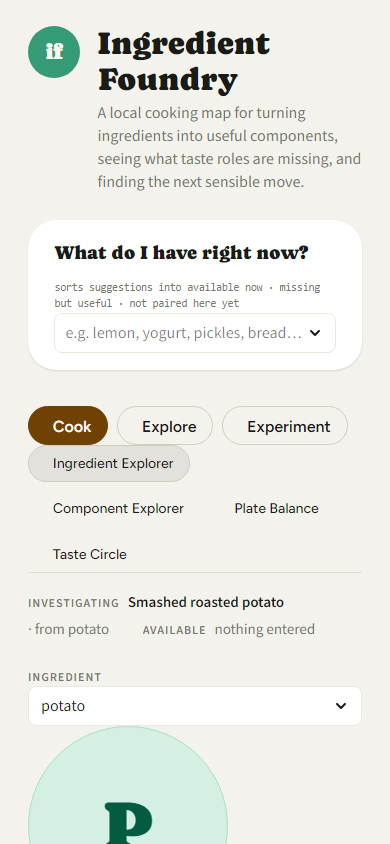 if
Ingredient
Foundry
A local cooking map for turning
ingredients into useful components,
seeing what taste roles are missing, and
finding the next sensible move.
What do I have right now?
sorts suggestions into available now · missing
but useful · not paired here yet
e.g. lemon, yogurt, pickles, bread…
Cook Explore Experiment
Ingredient Explorer
Component Explorer Plate Balance
Taste Circle
INVESTIGATING Smashed roasted potato
· from potato AVAILABLE nothing entered
INGREDIENT
potato
P